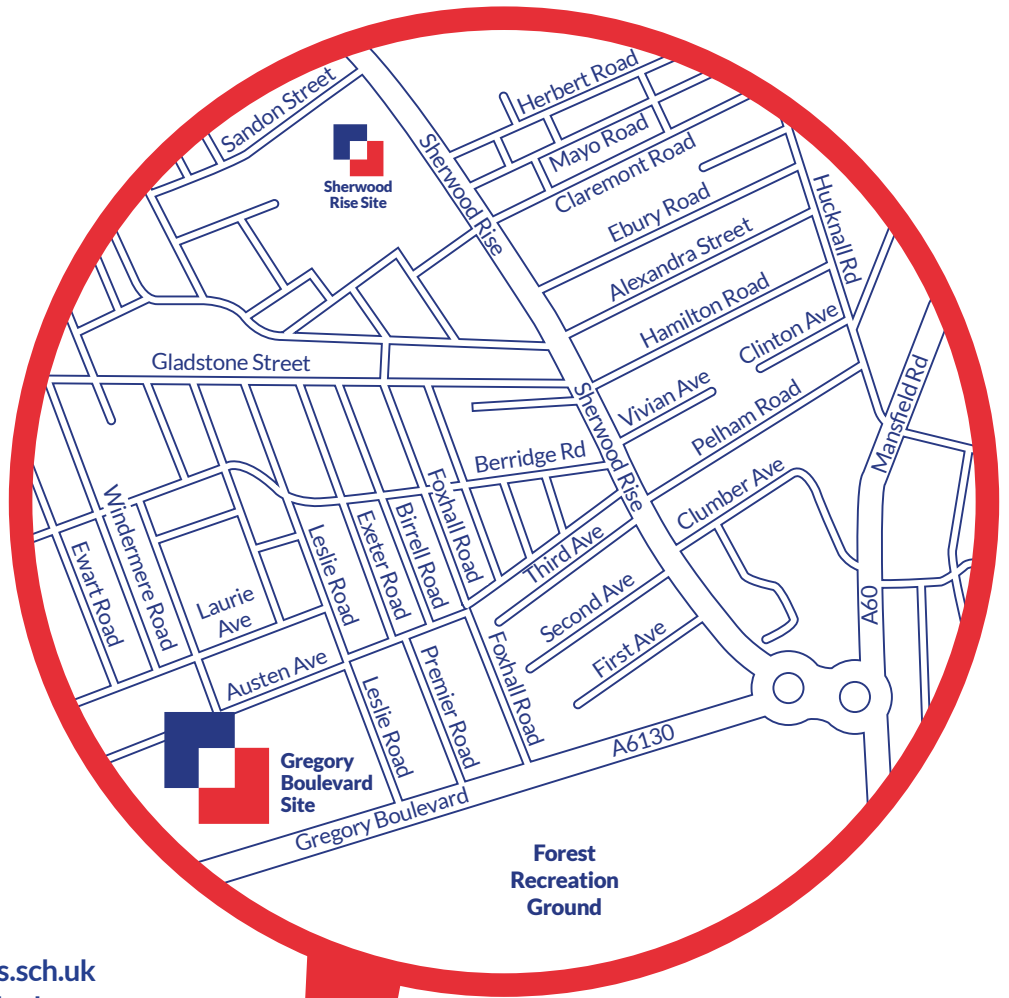 Sandon Street
Herbert Road
Mayo Road
Claremont Road
Sherwood Rise
Sherwood
Rise Site
Ebury Road
Hucknall Rd
Alexandra Street
Hamilton Road
Clinton Ave
Gladstone Street
Vivian Ave
Mansfield Rd
Pelham Road
Sherwood Rise
Berridge Rd
Clumber Ave
Foxhall Road
Windermere Road
Birrell Road
Exeter Road
Leslie Road
Ewart Road
Third Ave
Laurie
Ave
Second Ave
A60
First Ave
Austen Ave
Foxhall Road
Premier Road
Leslie Road
A6130
Gregory
Boulevard
Site
Gregory Boulevard
Forest
Recreation
Ground
s.sch.uk